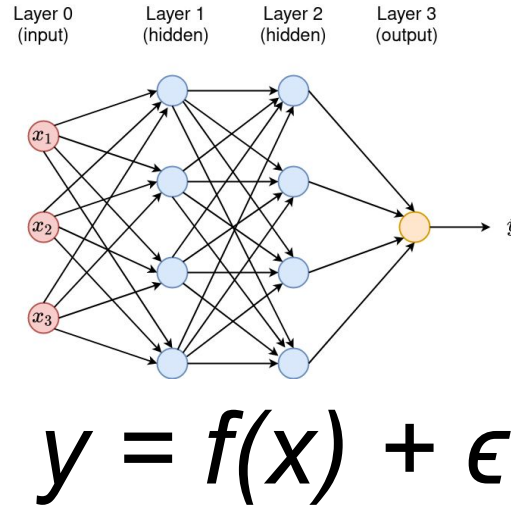 Layer 0 Layer 1 Layer 2 Layer 3
(input) (hidden) (hidden) (output)
x₁
x₂
x₃
y = f(x) + ϵ